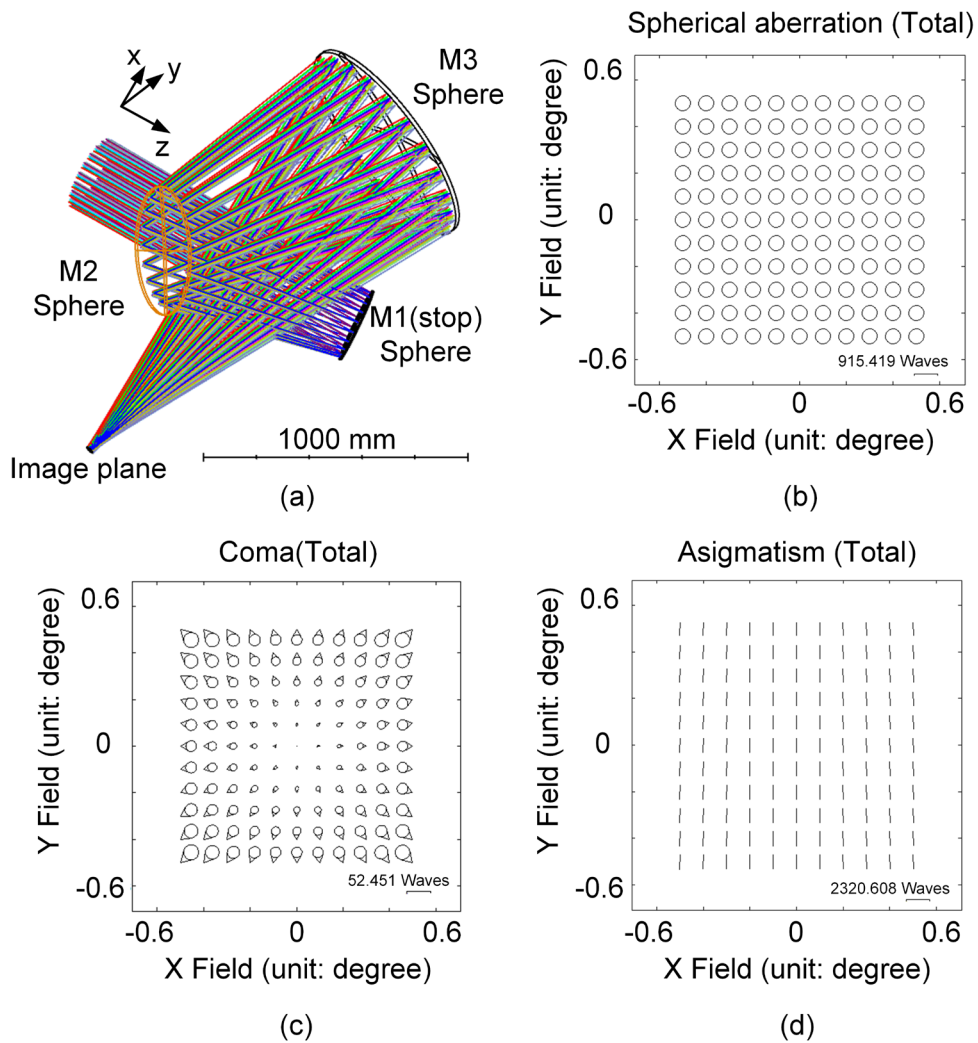 x
y
z
M3
Sphere
M2
Sphere
M1(stop)
Sphere
1000 mm
Image plane
(a)
Spherical aberration (Total)
0.6
0
-0.6
Y Field (unit: degree)
915.419 Waves
-0.6 0 0.6
X Field (unit: degree)
(b)
Coma(Total)
0.6
0
-0.6
Y Field (unit: degree)
52.451 Waves
-0.6 0 0.6
X Field (unit: degree)
(c)
Asigmatism (Total)
0.6
0
-0.6
Y Field (unit: degree)
2320.608 Waves
-0.6 0 0.6
X Field (unit: degree)
(d)